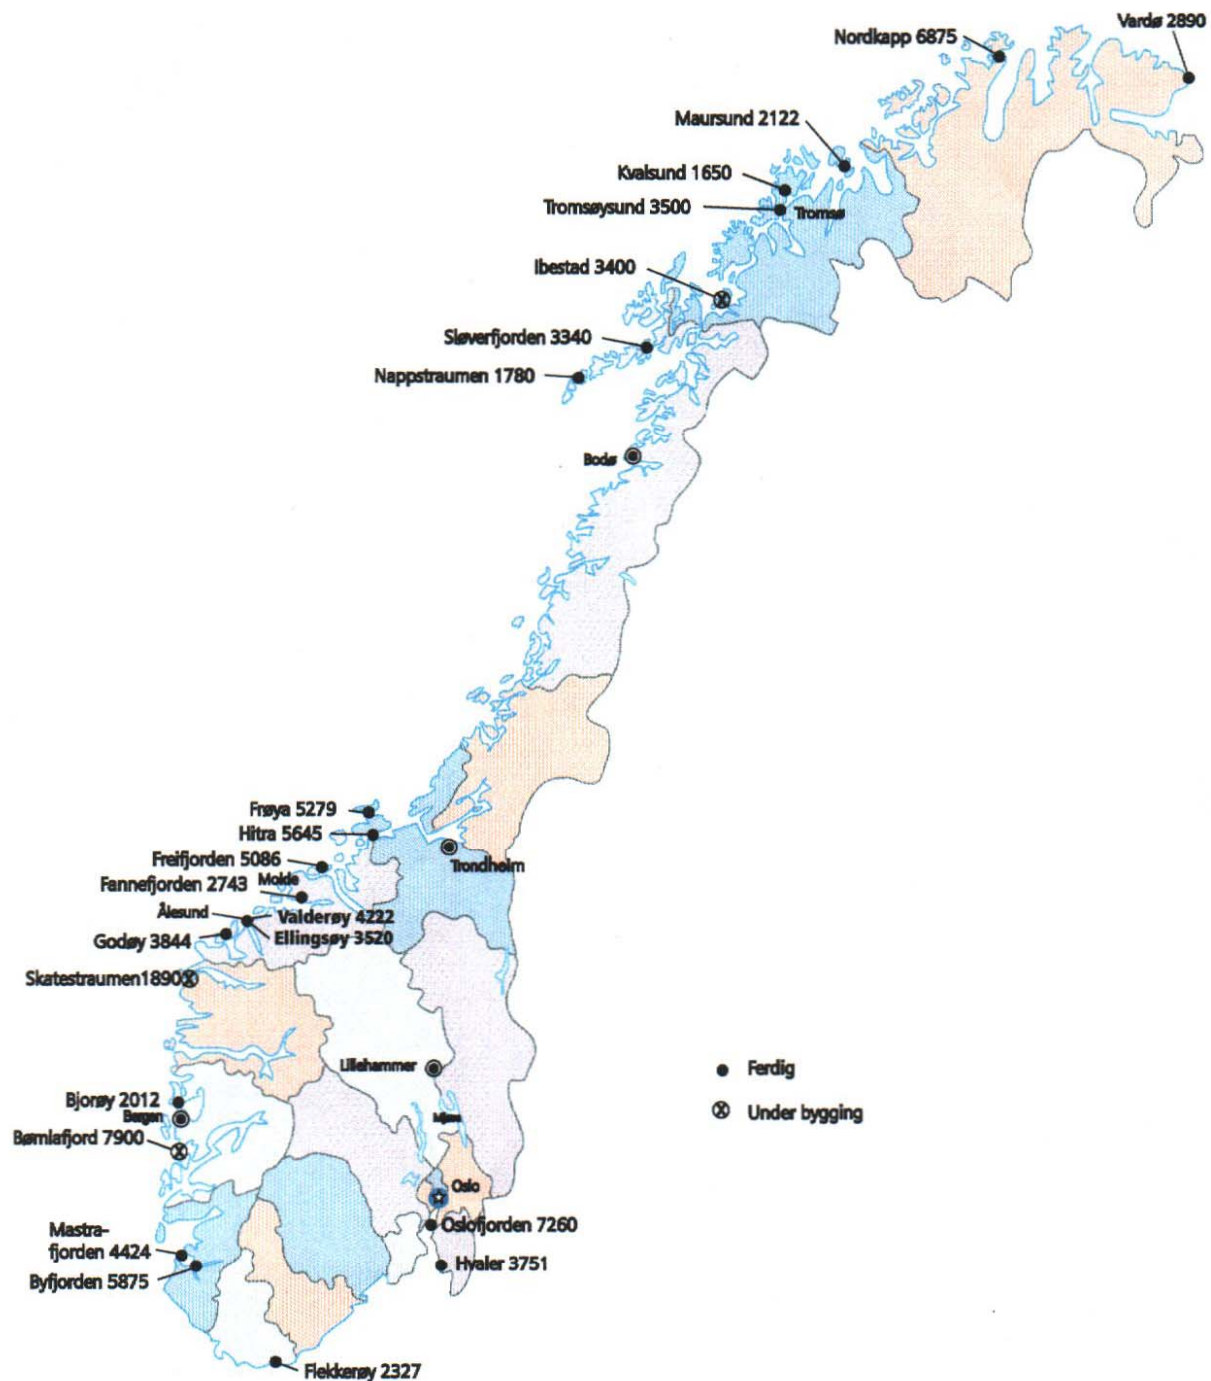 Vardø 2890
Nordkapp 6875
Maursund 2122
Kvalsund 1650
Tromsøysund 3500
Tromsø
Ibestad 3400
Sløverfjorden 3340
Nappstraumen 1780
Bodø
Frøya 5279
Hitra 5645
Trondheim
Freifjorden 5086
Molde
Fannefjorden 2743
Ålesund
Valderøy 4222
Ellingsøy 3520
Godøy 3844
Skatestraumen1890
Lillehammer
Ferdig
Bjorøy 2012
Bergen
Mjøsa
Under bygging
Bømlafjord 7900
Oslo
Oslofjorden 7260
Mastra-
fjorden 4424
Hvaler 3751
Byfjorden 5875
Flekkerøy 2327